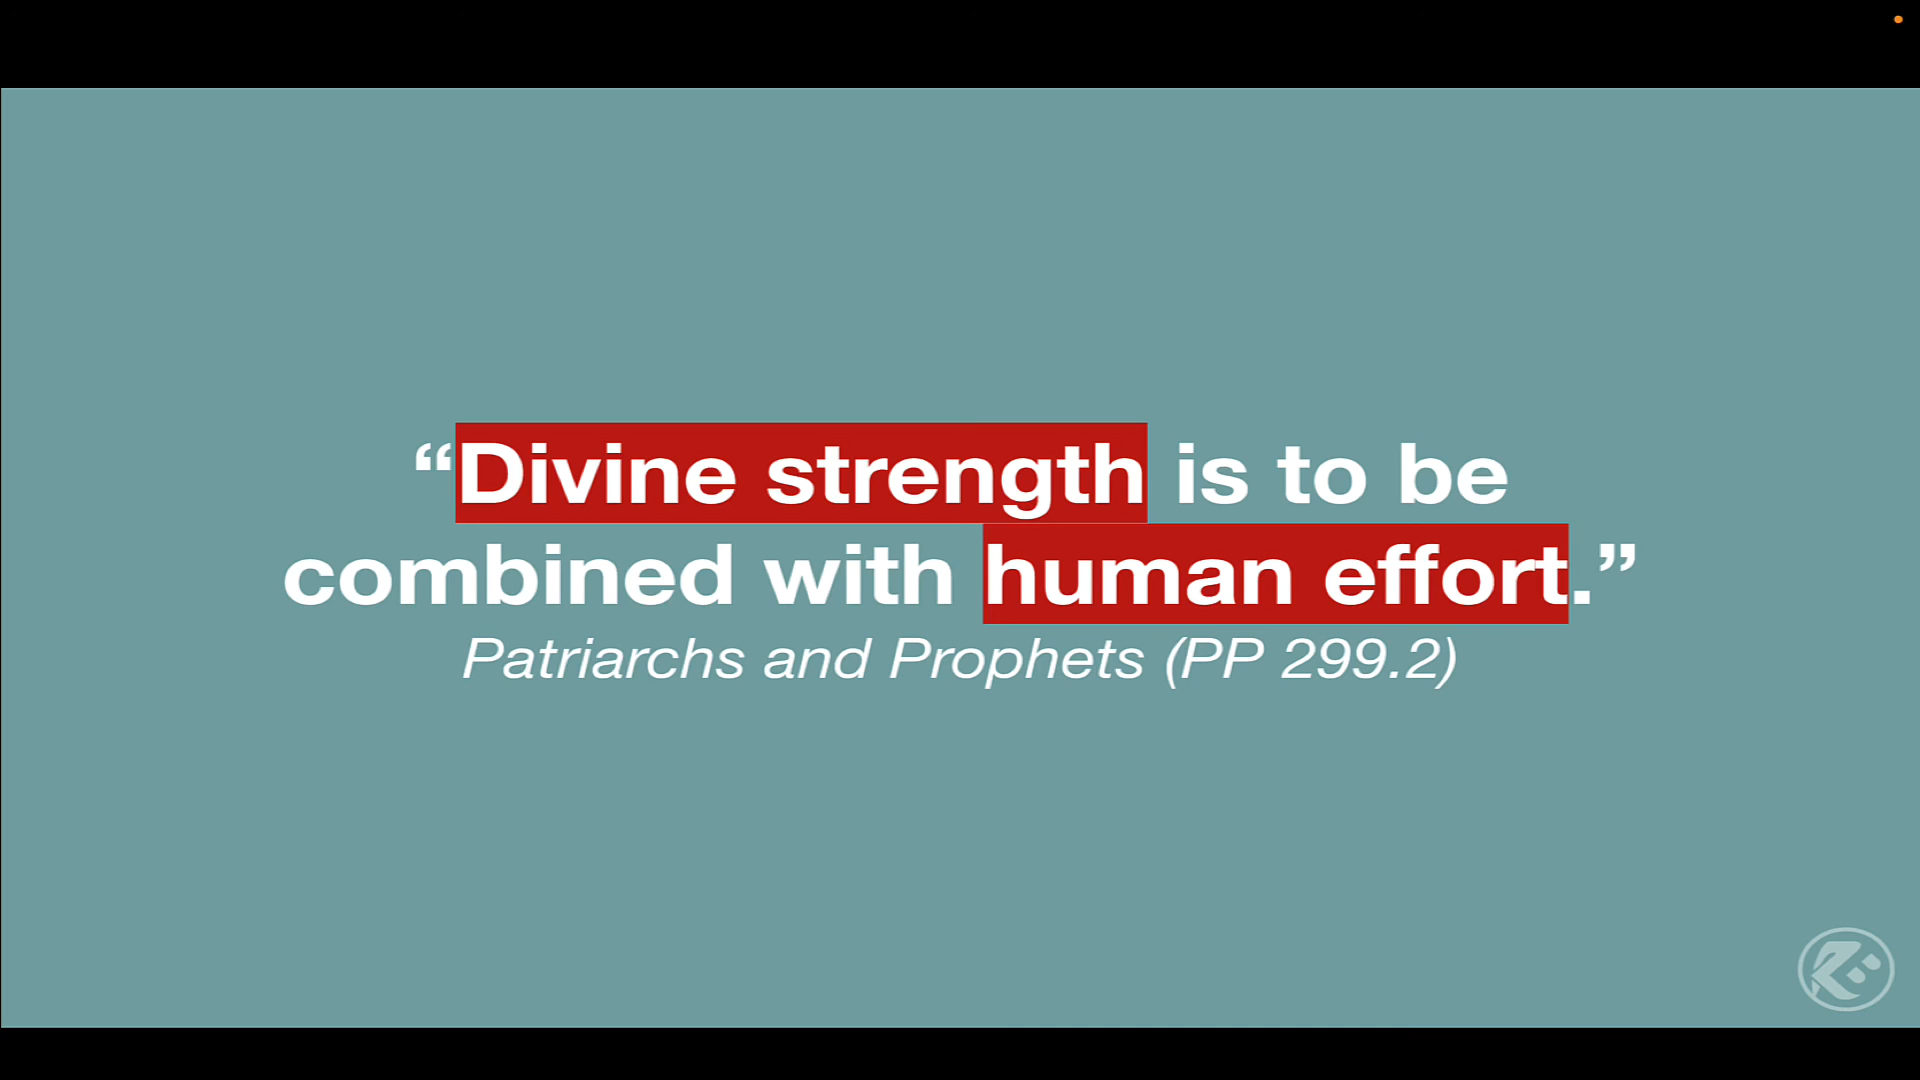 “Divine strength is to be
combined with human effort.”
Patriarchs and Prophets (PP 299.2)